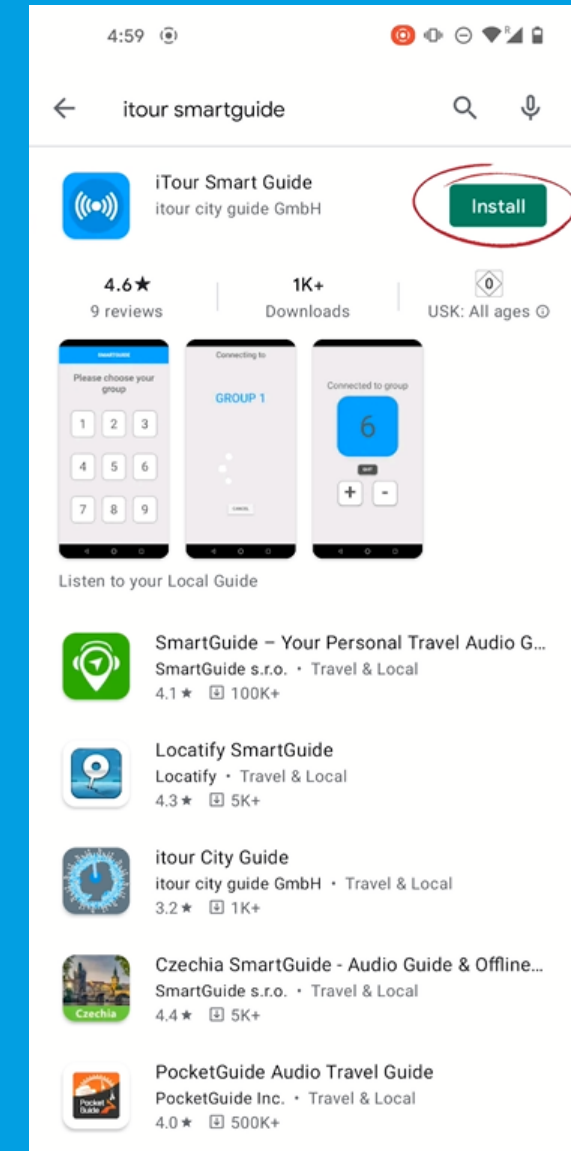 4:59
R
itour smartguide
iTour Smart Guide
itour city guide GmbH
Install
4.6★
1K+
0
9 reviews
Downloads
USK: All ages
SMARTGUIDE
Please choose your
group
1 2 3
4 5 6
7 8 9
Connecting to
GROUP 1
CANCEL
Connected to group
6
+ -
Listen to your Local Guide
SmartGuide – Your Personal Travel Audio G...
SmartGuide s.r.o. • Travel & Local
4.1★ 100K+
Locatify SmartGuide
Locatify • Travel & Local
4.3★ 5K+
itour City Guide
itour city guide GmbH • Travel & Local
3.2★ 1K+
Czechia
Czechia SmartGuide - Audio Guide & Offline...
SmartGuide s.r.o. • Travel & Local
4.4★ 5K+
Pocket
Guide
PocketGuide Audio Travel Guide
PocketGuide Inc. • Travel & Local
4.0★ 500K+